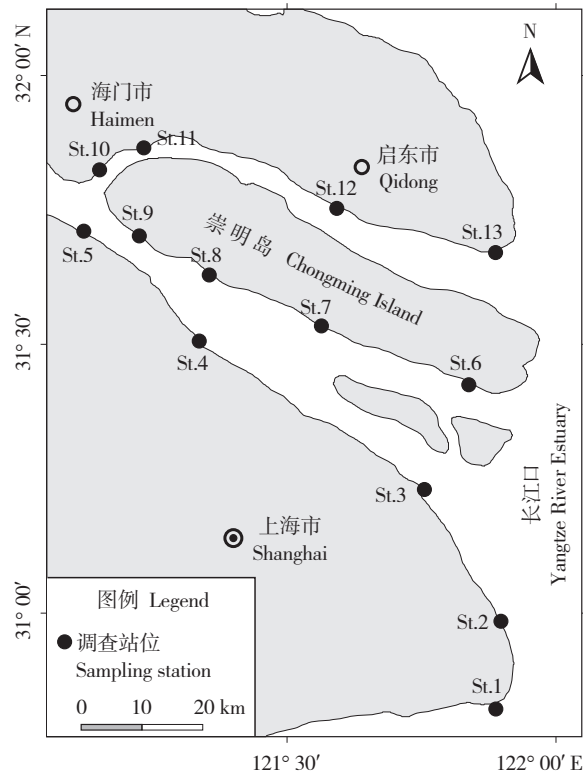 N
32° 00′ N
海门市
Haimen
St.11
St.10
启东市
Qidong
St.12
St.9
崇明岛 Chongming Island
St.13
St.5
St.8
St.7
31° 30′
St.4
St.6
长江口
Yangtze River Estuary
St.3
上海市
Shanghai
31° 00′
图例 Legend
调查站位
Sampling station
0 10 20 km
St.2
St.1
121° 30′
122° 00′ E